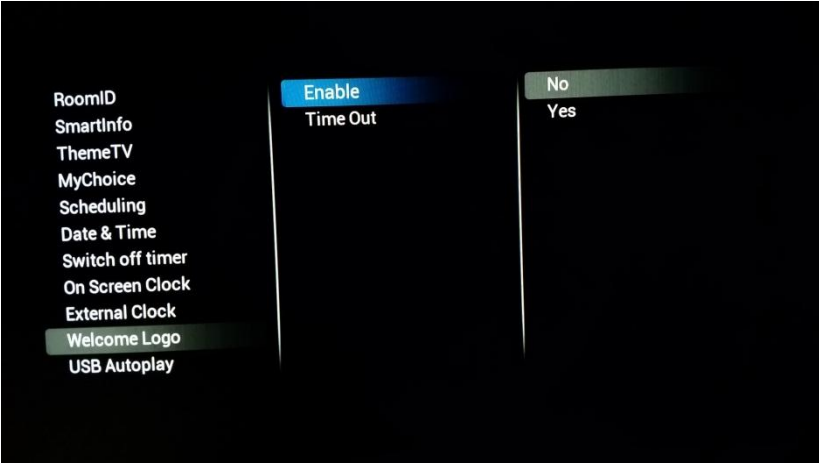 RoomID
SmartInfo
ThemeTV
MyChoice
Scheduling
Date & Time
Switch off timer
On Screen Clock
External Clock
Welcome Logo
USB Autoplay
Enable
Time Out
No
Yes